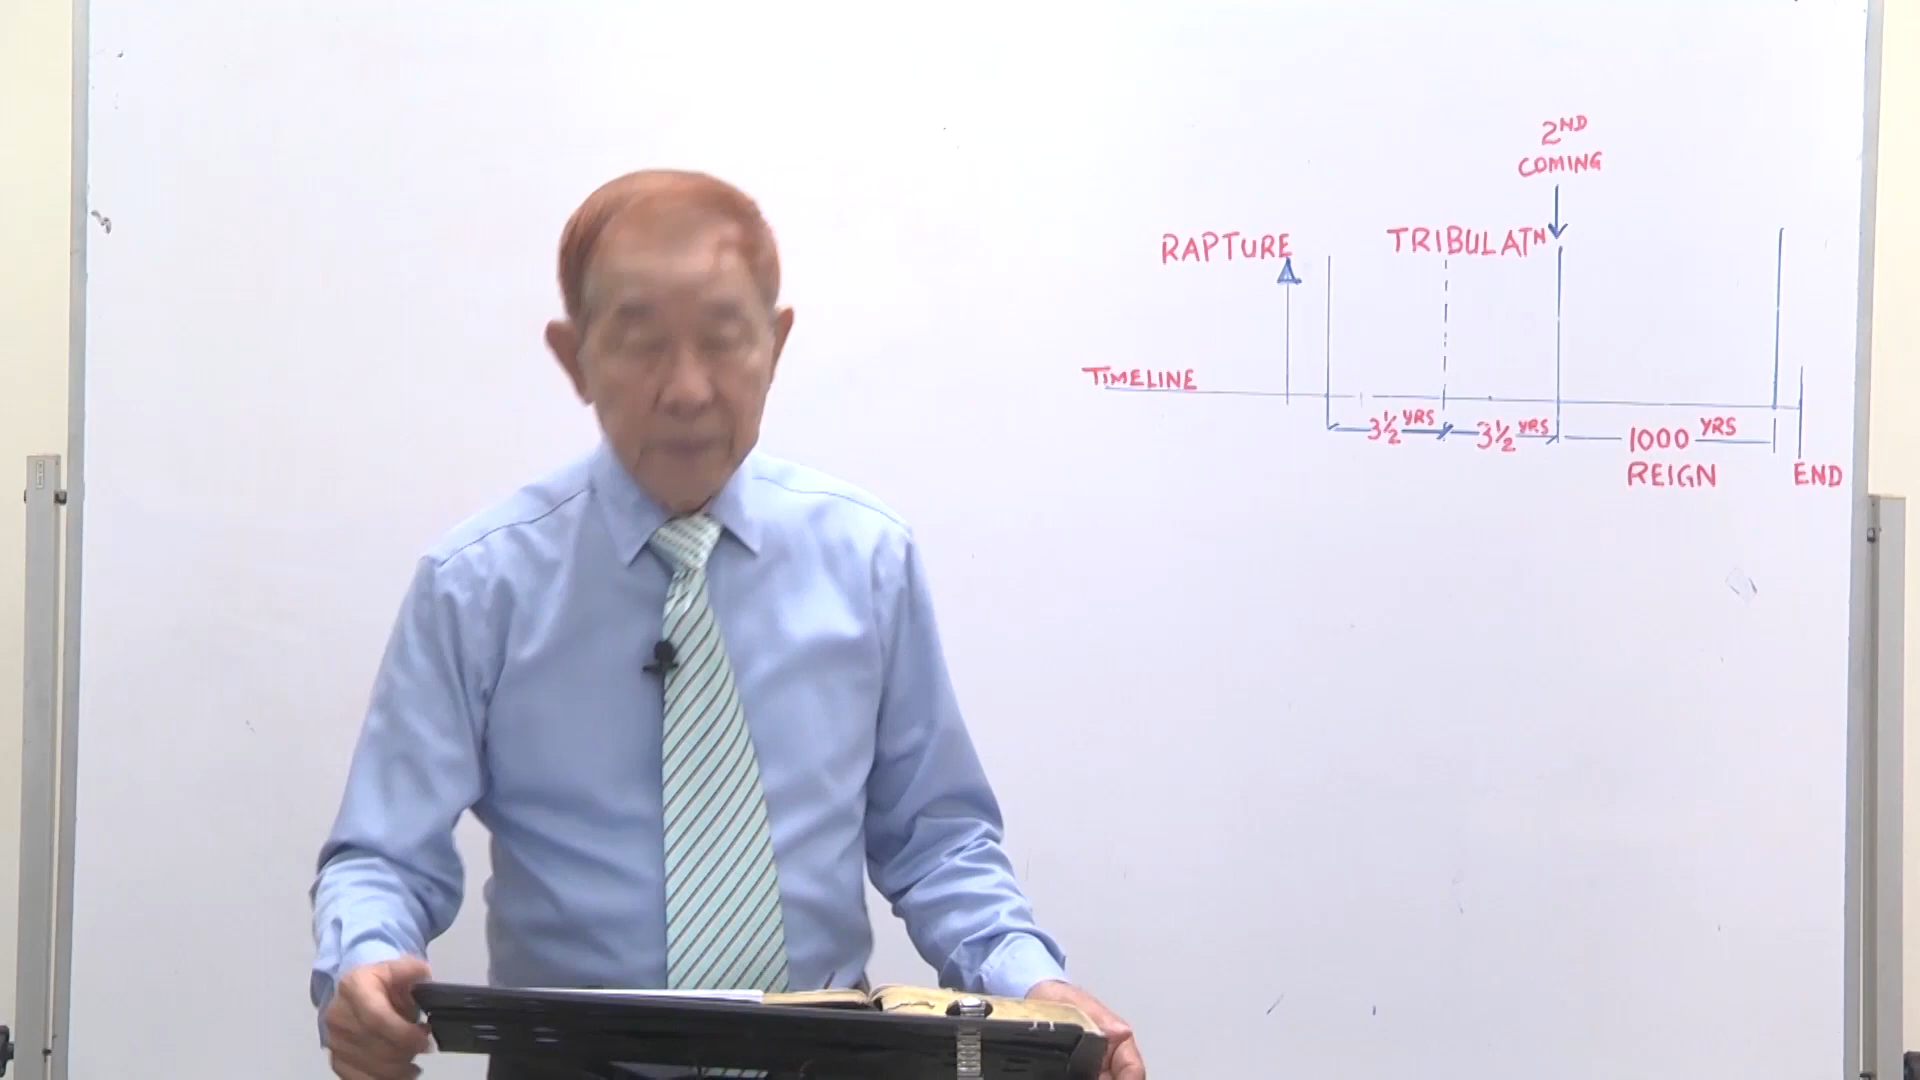 2ND
COMING
RAPTURE
TRIBULATN
TIMELINE
3½ YRS
3½ YRS
1000 YRS
REIGN
END